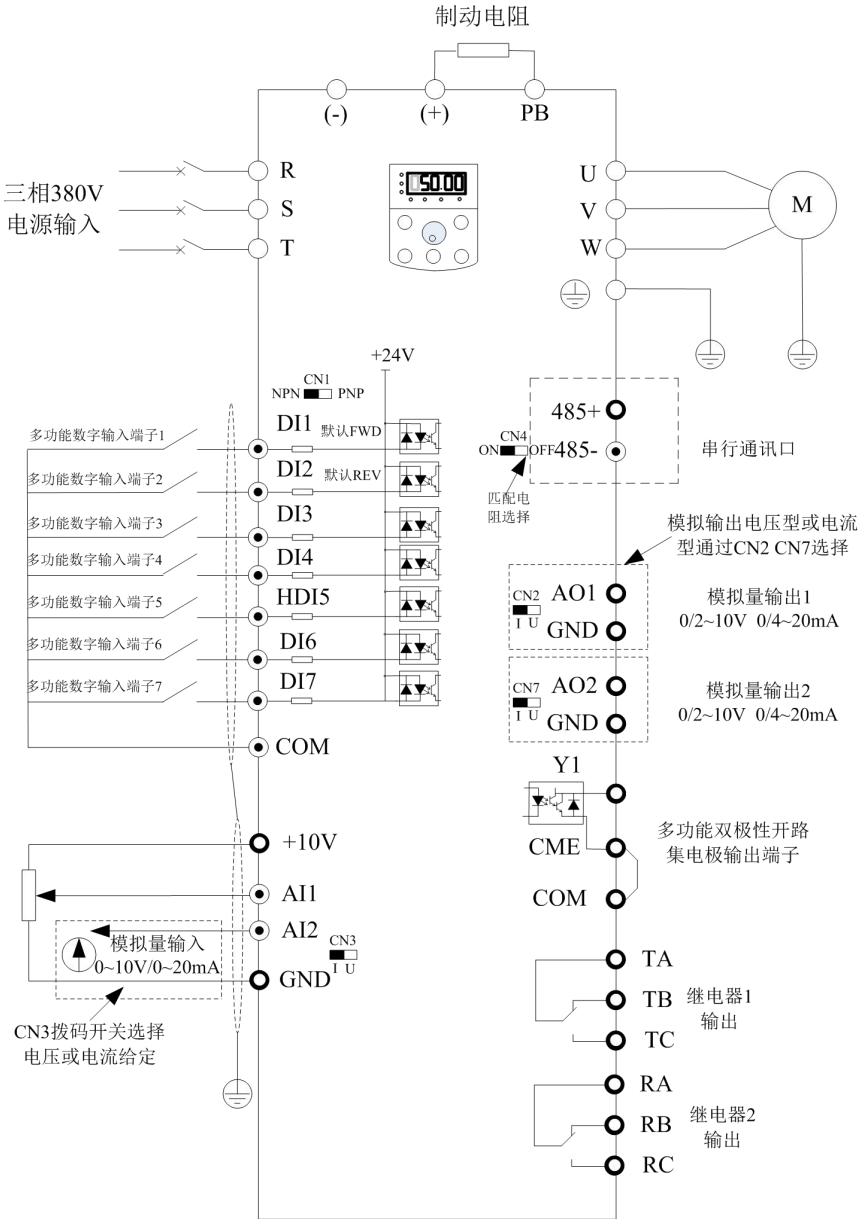 制动电阻
(-)
(+)
PB
三相380V
电源输入
R
S
T
50.00
U
V
W
M
+24V
CN1
NPN
PNP
多功能数字输入端子1
DI1
默认FWD
多功能数字输入端子2
DI2
默认REV
多功能数字输入端子3
DI3
多功能数字输入端子4
DI4
多功能数字输入端子5
HDI5
多功能数字输入端子6
DI6
多功能数字输入端子7
DI7
COM
+10V
AI1
AI2
CN3
I U
GND
模拟量输入
0~10V/0~20mA
CN3拨码开关选择
电压或电流给定
485+
CN4
ON
OFF
485-
匹配电
阻选择
串行通讯口
模拟输出电压型或电流
型通过CN2 CN7选择
CN2
I U
AO1
GND
模拟量输出1
0/2~10V 0/4~20mA
CN7
I U
AO2
GND
模拟量输出2
0/2~10V 0/4~20mA
Y1
CME
COM
多功能双极性开路
集电极输出端子
TA
TB
TC
继电器1
输出
RA
RB
RC
继电器2
输出